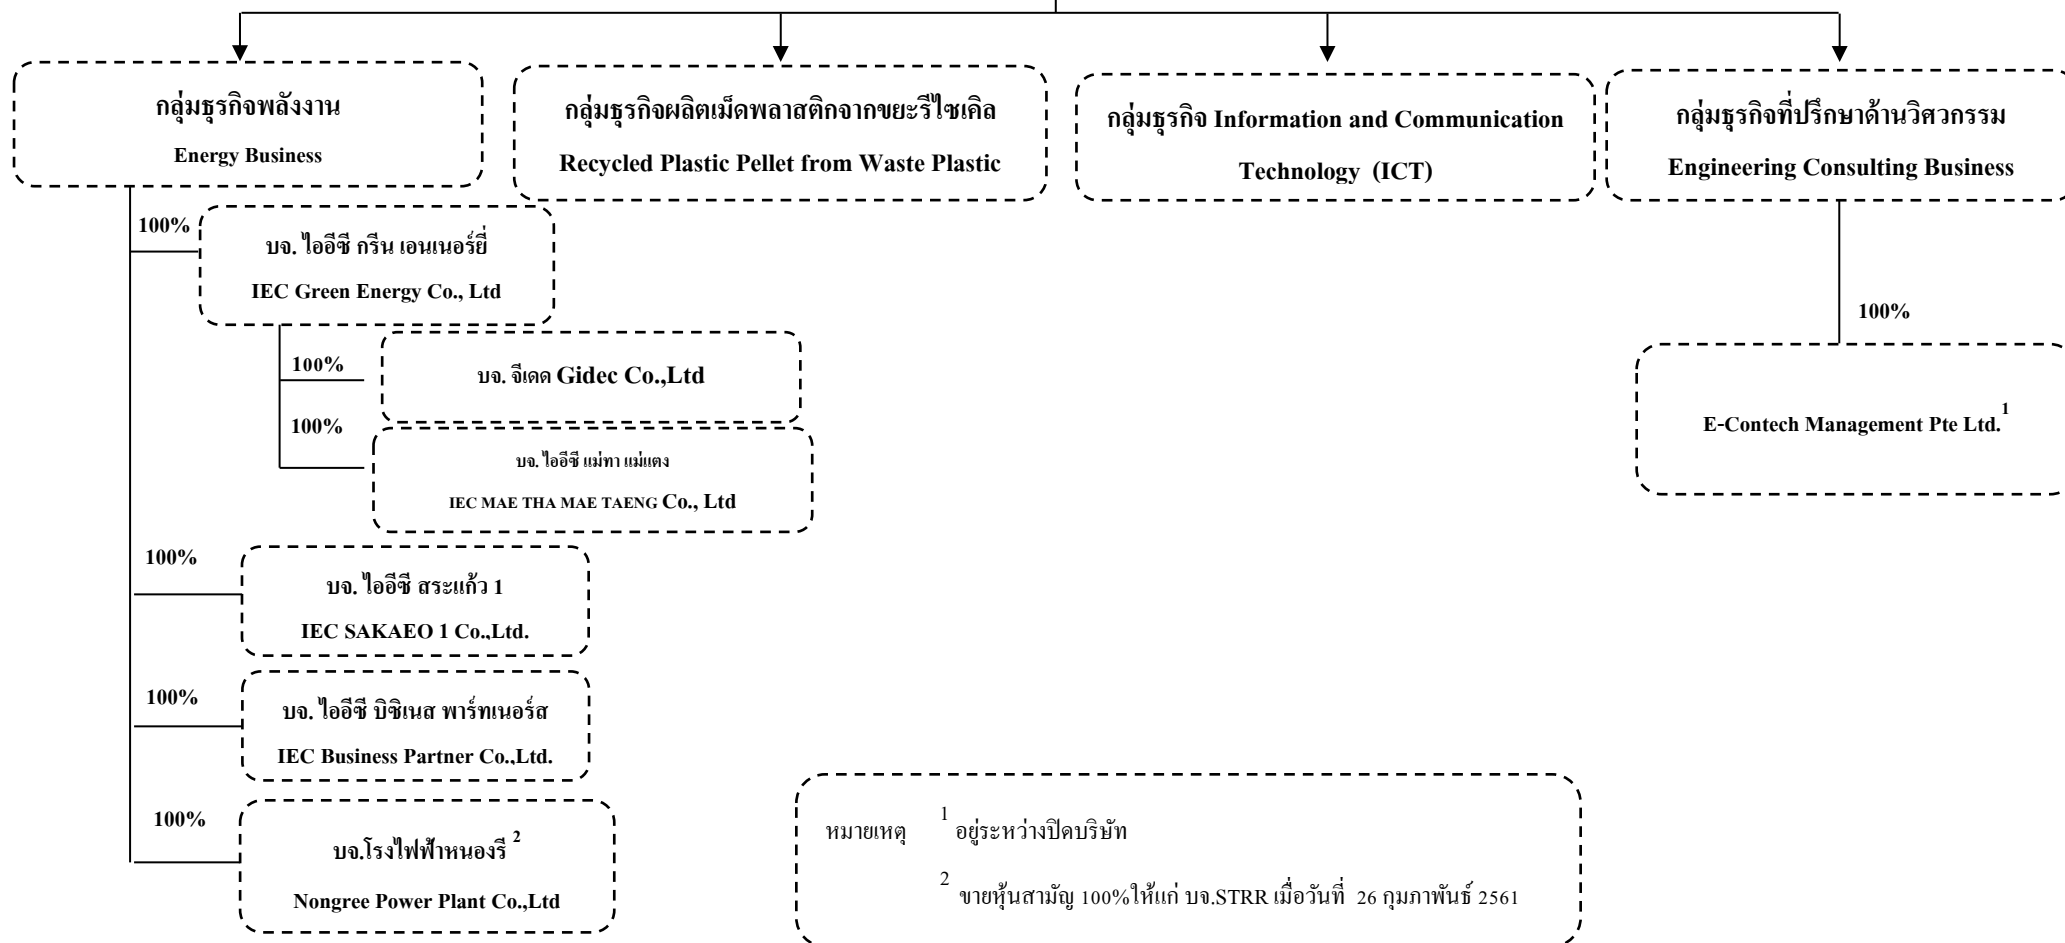 กลุ่มธุรกิจพลังงาน
Energy Business
กลุ่มธุรกิจผลิตเม็ดพลาสติกจากขยะรีไซเคิล
Recycled Plastic Pellet from Waste Plastic
กลุ่มธุรกิจ Information and Communication
Technology (ICT)
กลุ่มธุรกิจที่ปรึกษาด้านวิศวกรรม
Engineering Consulting Business
100%
บจ. ไออีซี กรีน เอนเนอร์ยี่
IEC Green Energy Co., Ltd
100%
บจ. จีเดด Gidec Co.,Ltd
100%
บจ. ไออีซี แม่ทา แม่แตง
IEC MAE THA MAE TAENG Co., Ltd
100%
E-Contech Management Pte Ltd.1
100%
บจ. ไออีซี สระแก้ว 1
IEC SAKAEO 1 Co.,Ltd.
100%
บจ. ไออีซี บิซิเนส พาร์ทเนอร์ส
IEC Business Partner Co.,Ltd.
100%
บจ.โรงไฟฟ้าหนองรี 2
Nongree Power Plant Co.,Ltd
หมายเหตุ 1 อยู่ระหว่างปิดบริษัท
2 ขายหุ้นสามัญ 100%ให้แก่ บจ.STRR เมื่อวันที่ 26 กุมภาพันธ์ 2561